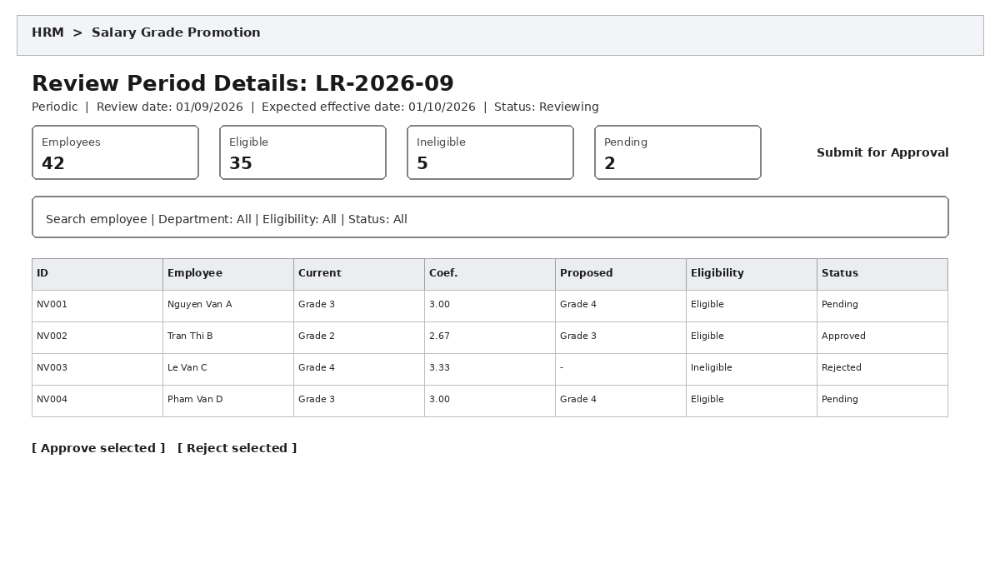 HRM > Salary Grade Promotion
Review Period Details: LR-2026-09
Periodic | Review date: 01/09/2026 | Expected effective date: 01/10/2026 | Status: Reviewing
Employees Eligible Ineligible Pending
42 35 5 2
Submit for Approval
Search employee | Department: All | Eligibility: All | Status: All
ID Employee Current Coef. Proposed Eligibility Status
NV001 Nguyen Van A Grade 3 3.00 Grade 4 Eligible Pending
NV002 Tran Thi B Grade 2 2.67 Grade 3 Eligible Approved
NV003 Le Van C Grade 4 3.33 - Ineligible Rejected
NV004 Pham Van D Grade 3 3.00 Grade 4 Eligible Pending
[ Approve selected ] [ Reject selected ]